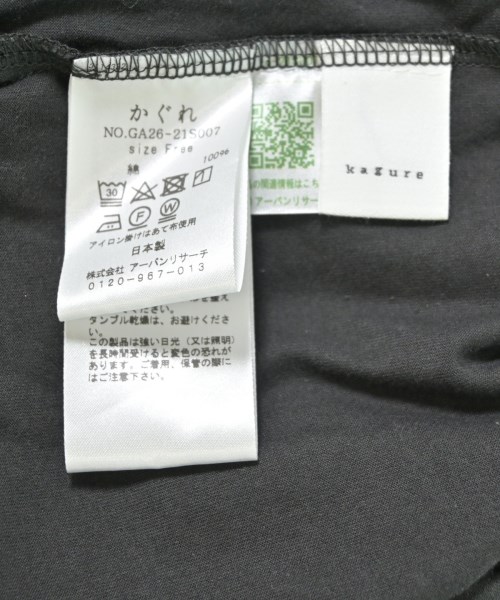 かぐれ
NO.GA26-21S007
size Free
綿
100%
30
アイロン掛けはあて布使用
日本製
株式会社 アーバンリサーチ
0120-967-013
タンブル乾燥は、お避けくださ
い。
この製品は強い日光(又は照明)
を長時間受けると変色の恐れが
あります。ご着用、保管の際に
はご注意下さい。
の関連情報はこち
アーバンリサー
kagure